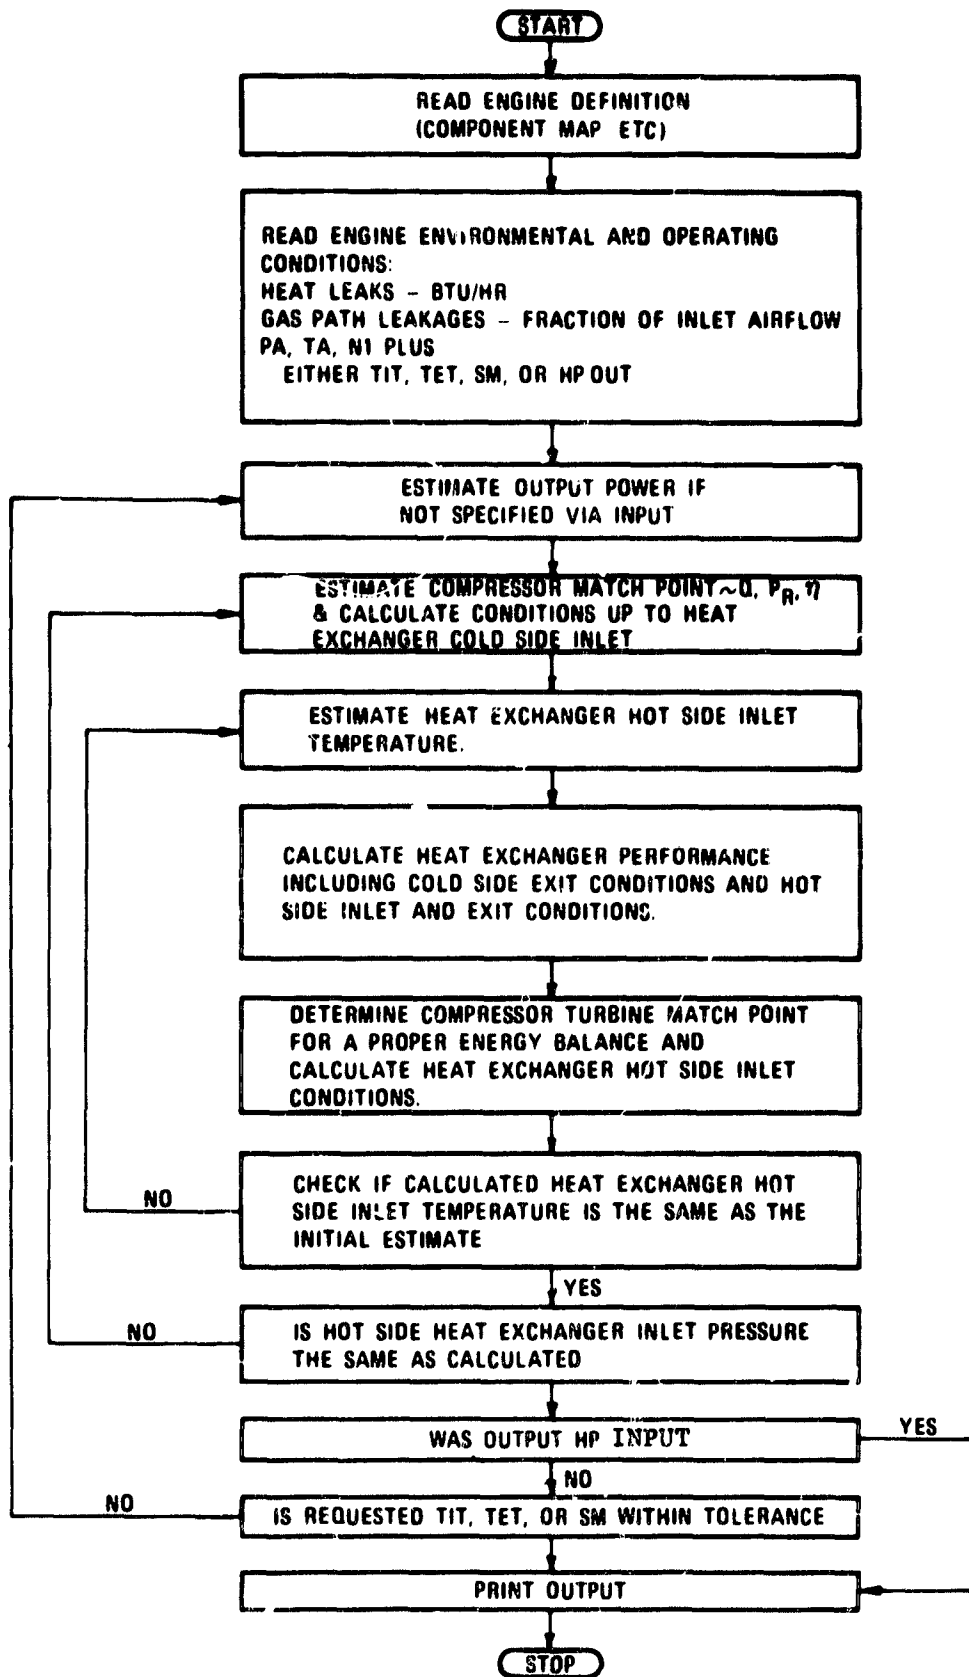 START
READ ENGINE DEFINITION
(COMPONENT MAP ETC)
READ ENGINE ENVIRONMENTAL AND OPERATING
CONDITIONS:
HEAT LEAKS – BTU/HR
GAS PATH LEAKAGES – FRACTION OF INLET AIRFLOW
PA, TA, N1 PLUS
EITHER TIT, TET, SM, OR HP OUT
ESTIMATE OUTPUT POWER IF
NOT SPECIFIED VIA INPUT
ESTIMATE COMPRESSOR MATCH POINT~Q, PR, η
& CALCULATE CONDITIONS UP TO HEAT
EXCHANGER COLD SIDE INLET
ESTIMATE HEAT EXCHANGER HOT SIDE INLET
TEMPERATURE.
CALCULATE HEAT EXCHANGER PERFORMANCE
INCLUDING COLD SIDE EXIT CONDITIONS AND HOT
SIDE INLET AND EXIT CONDITIONS.
DETERMINE COMPRESSOR TURBINE MATCH POINT
FOR A PROPER ENERGY BALANCE AND
CALCULATE HEAT EXCHANGER HOT SIDE INLET
CONDITIONS.
NO
CHECK IF CALCULATED HEAT EXCHANGER HOT
SIDE INLET TEMPERATURE IS THE SAME AS THE
INITIAL ESTIMATE
YES
NO
IS HOT SIDE HEAT EXCHANGER INLET PRESSURE
THE SAME AS CALCULATED
WAS OUTPUT HP INPUT
YES
NO
NO
IS REQUESTED TIT, TET, OR SM WITHIN TOLERANCE
PRINT OUTPUT
STOP